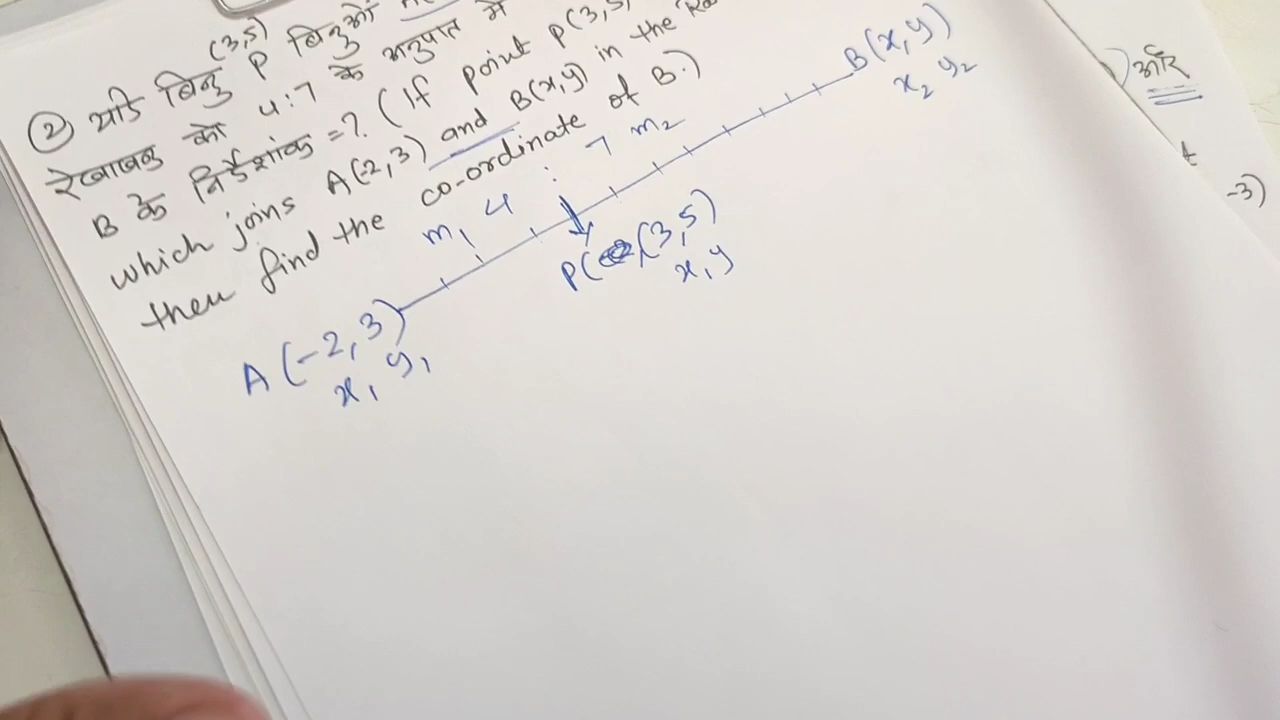 (3,5)
② यदि बिन्दु P बिन्दुओं
रेखाखण्ड को 4:7 के अनुपात में
B के निर्देशांक =?. (If point P(3,5)
which joins A(-2,3) and B(x,y) in the
then find the co-ordinate of B.)
B(x,y)
x₂ y₂
m₁ 4 : 7 m₂
P( (3,5)
x, y
A(-2,3)
x₁ y₁
) और
-3)